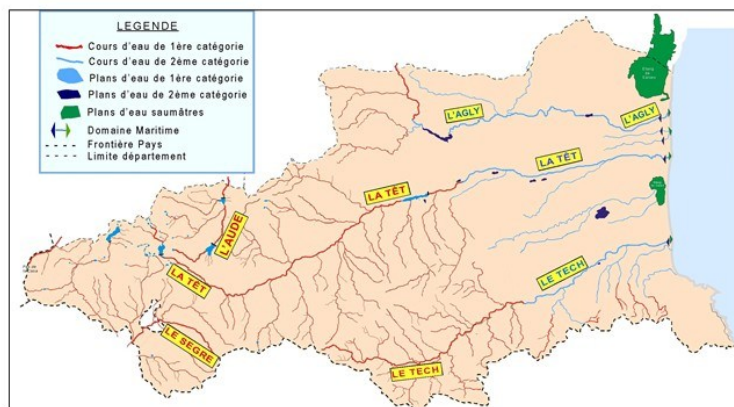 LEGENDE
Cours d'eau de 1ère catégorie
Cours d'eau de 2ème catégorie
Plans d'eau de 1ère catégorie
Plans d'eau de 2ème catégorie
Plans d'eau saumâtres
Domaine Maritime
Frontière Pays
Limite département
L'AGLY
L'AGLY
LA TÊT
LA TÊT
L'AUDE
LA TÊT
LE TECH
LE SEGRE
LE TECH